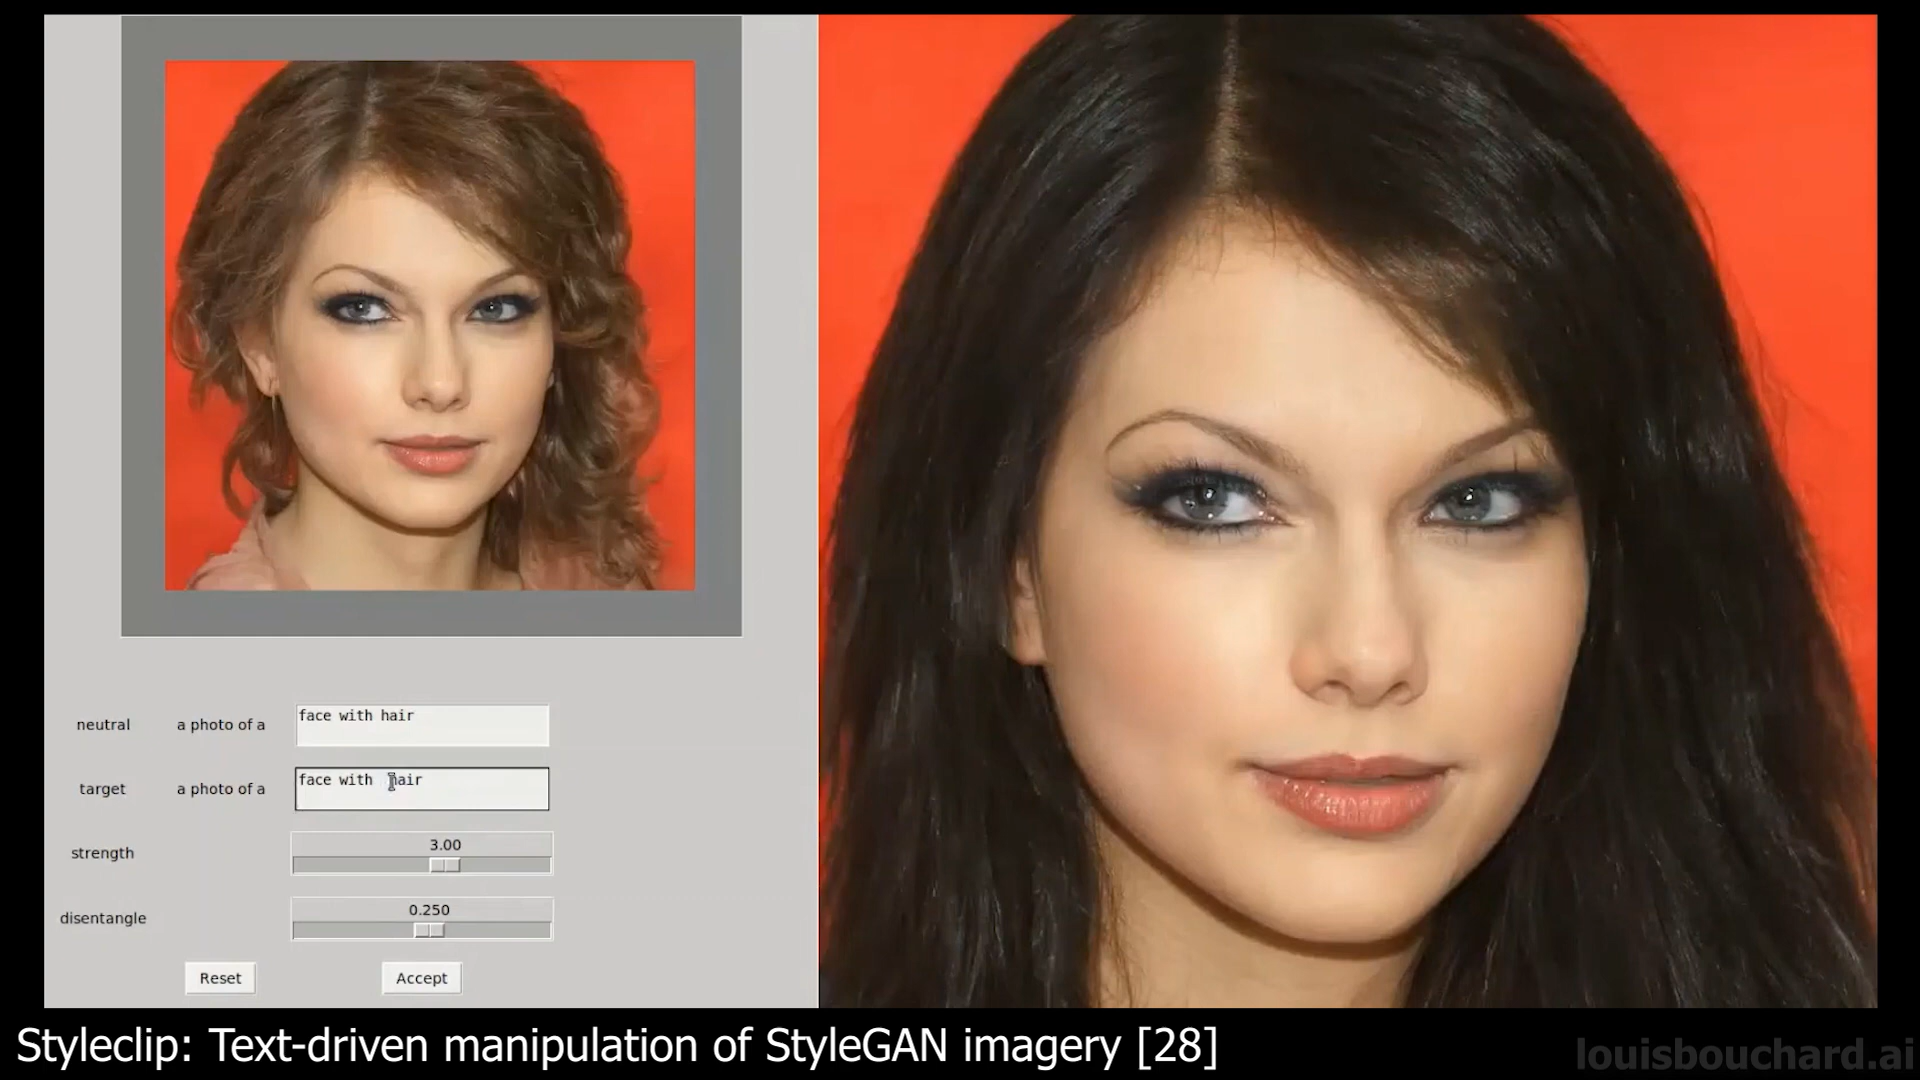 neutral a photo of a face with hair
target a photo of a face with hair
strength 3.00
disentangle 0.250
Reset Accept
Styleclip: Text-driven manipulation of StyleGAN imagery [28]
louisbouchard.ai